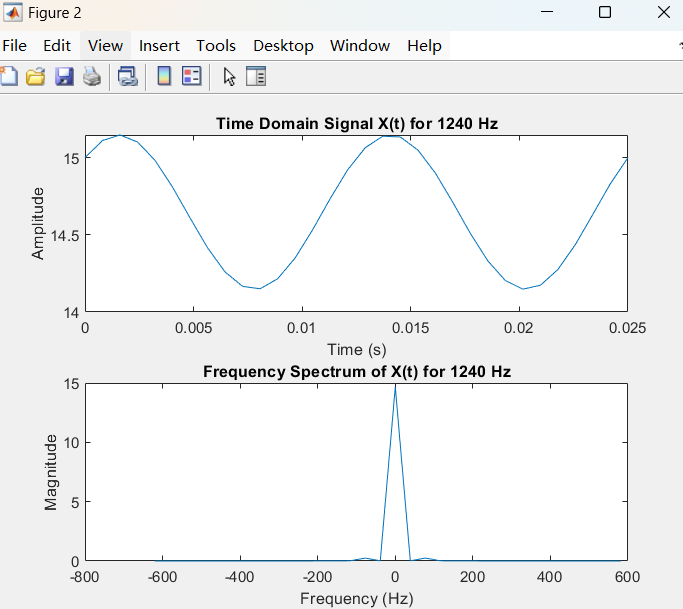 Figure 2
File Edit View Insert Tools Desktop Window Help
Time Domain Signal X(t) for 1240 Hz
15
14.5
14
Amplitude
0 0.005 0.01 0.015 0.02 0.025
Time (s)
Frequency Spectrum of X(t) for 1240 Hz
15
10
5
0
Magnitude
-800 -600 -400 -200 0 200 400 600
Frequency (Hz)